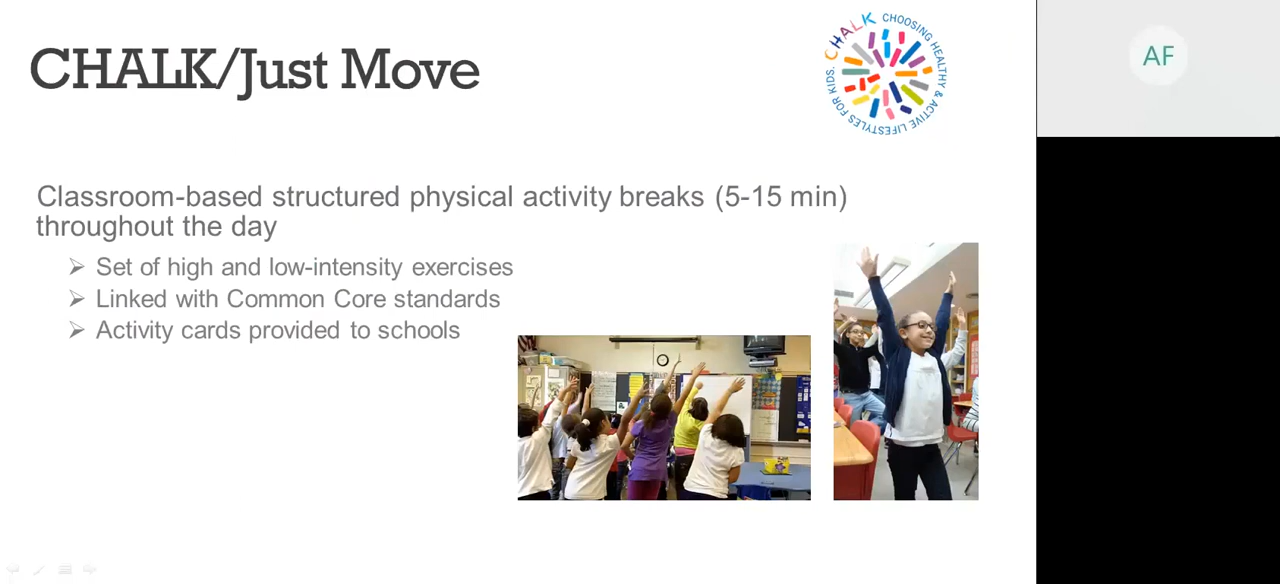 CHALK/Just Move
CHALK CHOOSING HEALTHY & ACTIVE LIFESTYLES FOR KIDS.
AF
Classroom-based structured physical activity breaks (5-15 min)
throughout the day
Set of high and low-intensity exercises
Linked with Common Core standards
Activity cards provided to schools